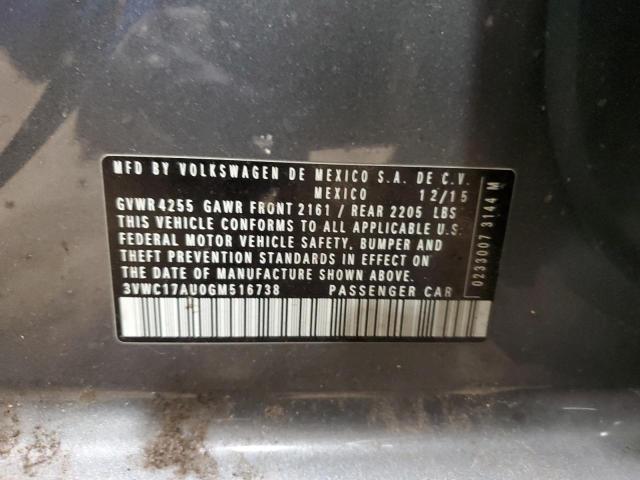 MFD BY VOLKSWAGEN DE MEXICO S.A. DE C.V.
MEXICO 12/15
GVWR 4255 GAWR FRONT 2161 / REAR 2205 LBS
THIS VEHICLE CONFORMS TO ALL APPLICABLE U.S.
FEDERAL MOTOR VEHICLE SAFETY, BUMPER AND
THEFT PREVENTION STANDARDS IN EFFECT ON
THE DATE OF MANUFACTURE SHOWN ABOVE.
3VWC17AU0GM516738 PASSENGER CAR
0233007 3144 M